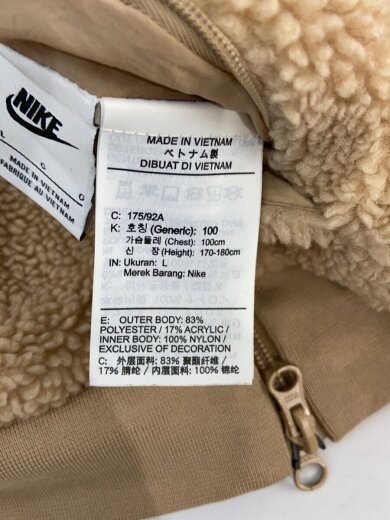 NIKE
L G G
MADE IN VIETNAM
FABRIQUÉ AU VIETNAM
MADE IN VIETNAM
ベトナム製
DIBUAT DI VIETNAM
C: 175/92A
K: 호칭 (Generic): 100
가슴둘레 (Chest): 100cm
신 장 (Height): 170-180cm
IN: Ukuran: L
Merek Barang: Nike
E: OUTER BODY: 83%
POLYESTER / 17% ACRYLIC /
INNER BODY: 100% NYLON /
EXCLUSIVE OF DECORATION
C: 外层面料: 83% 聚酯纤维/
17% 腈纶/ 内层面料: 100% 锦纶